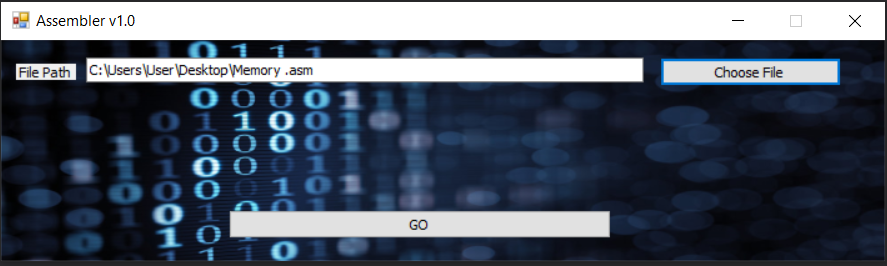 Assembler v1.0
File Path C:\Users\User\Desktop\Memory .asm Choose File
GO